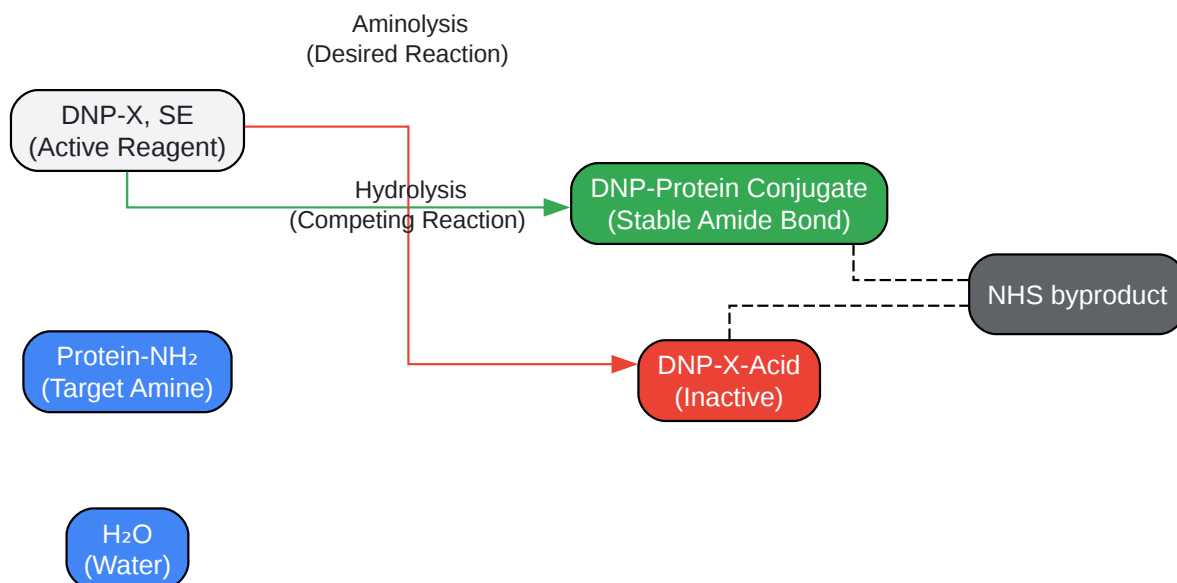 Aminolysis
(Desired Reaction)
DNP-X, SE
(Active Reagent)
Hydrolysis
(Competing Reaction)
DNP-Protein Conjugate
(Stable Amide Bond)
NHS byproduct
Protein-NH₂
(Target Amine)
DNP-X-Acid
(Inactive)
H₂O
(Water)